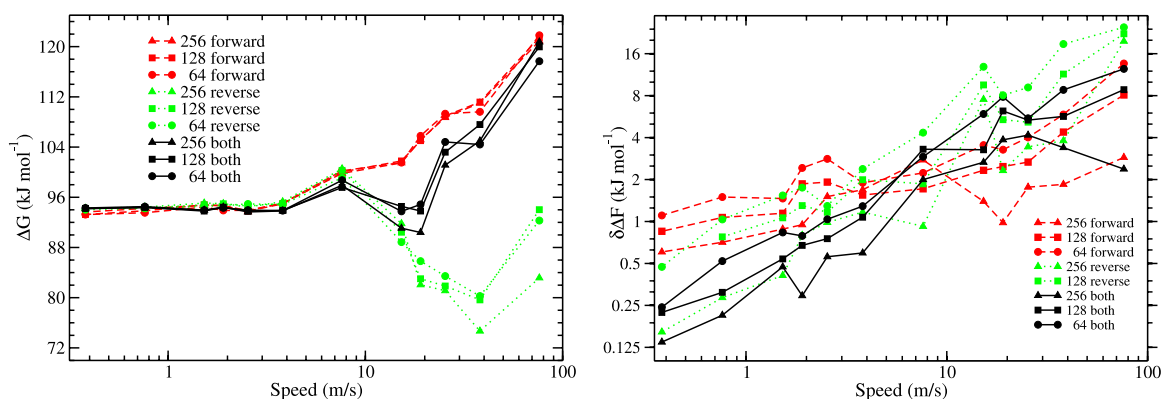 ΔG (kJ mol⁻¹)
120
112
104
96
88
80
72
256 forward
128 forward
64 forward
256 reverse
128 reverse
64 reverse
256 both
128 both
64 both
1
10
100
Speed (m/s)
δΔF (kJ mol⁻¹)
16
8
4
2
1
0.5
0.25
0.125
256 forward
128 forward
64 forward
256 reverse
128 reverse
256 both
128 both
64 both
1
10
100
Speed (m/s)